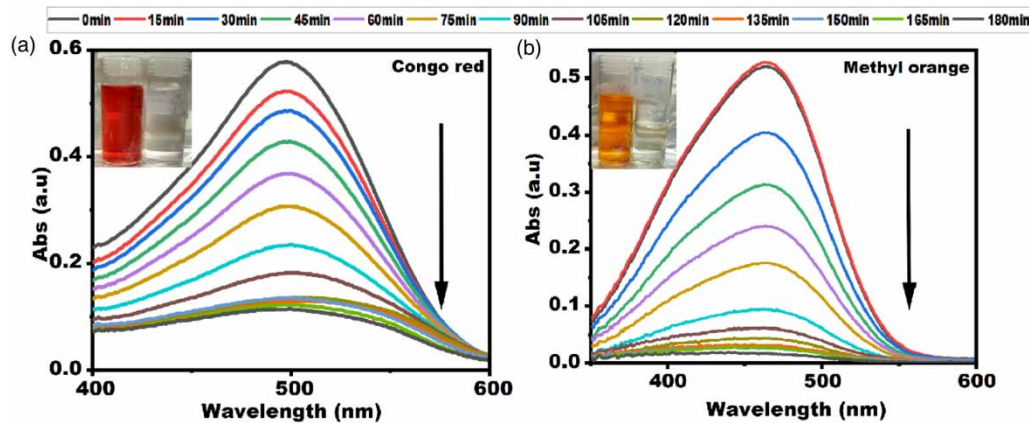 0min 15min 30min 45min 60min 75min 90min 105min 120min 135min 150min 165min 180min
(a)
Congo red
0.6
0.4
0.2
0.0
Abs (a.u)
400 500 600
Wavelength (nm)
(b)
Methyl orange
0.5
0.4
0.3
0.2
0.1
0.0
Abs (a.u)
400 500 600
Wavelength (nm)